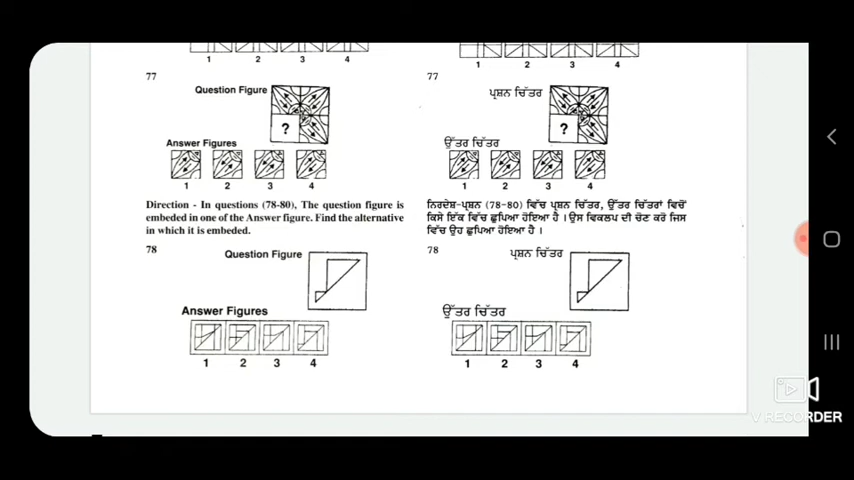 1 2 3 4
1 2 3 4
77
Question Figure
?
Answer Figures
1 2 3 4
Direction - In questions (78-80), The question figure is
embeded in one of the Answer figure. Find the alternative
in which it is embeded.
78
Question Figure
Answer Figures
1 2 3 4
77
ਪ੍ਰਸ਼ਨ ਚਿੱਤਰ
?
ਉੱਤਰ ਚਿੱਤਰ
1 2 3 4
ਨਿਰਦੇਸ਼-ਪ੍ਰਸ਼ਨ (78-80) ਵਿੱਚ ਪ੍ਰਸ਼ਨ ਚਿੱਤਰ, ਉੱਤਰ ਚਿੱਤਰਾਂ ਵਿਚੋਂ
ਕਿਸੇ ਇੱਕ ਵਿੱਚ ਛੁਪਿਆ ਹੋਇਆ ਹੈ । ਉਸ ਵਿਕਲਪ ਦੀ ਚੋਣ ਕਰੋ ਜਿਸ
ਵਿੱਚ ਉਹ ਛੁਪਿਆ ਹੋਇਆ ਹੈ ।
78
ਪ੍ਰਸ਼ਨ ਚਿੱਤਰ
ਉੱਤਰ ਚਿੱਤਰ
1 2 3 4
V RECORDER